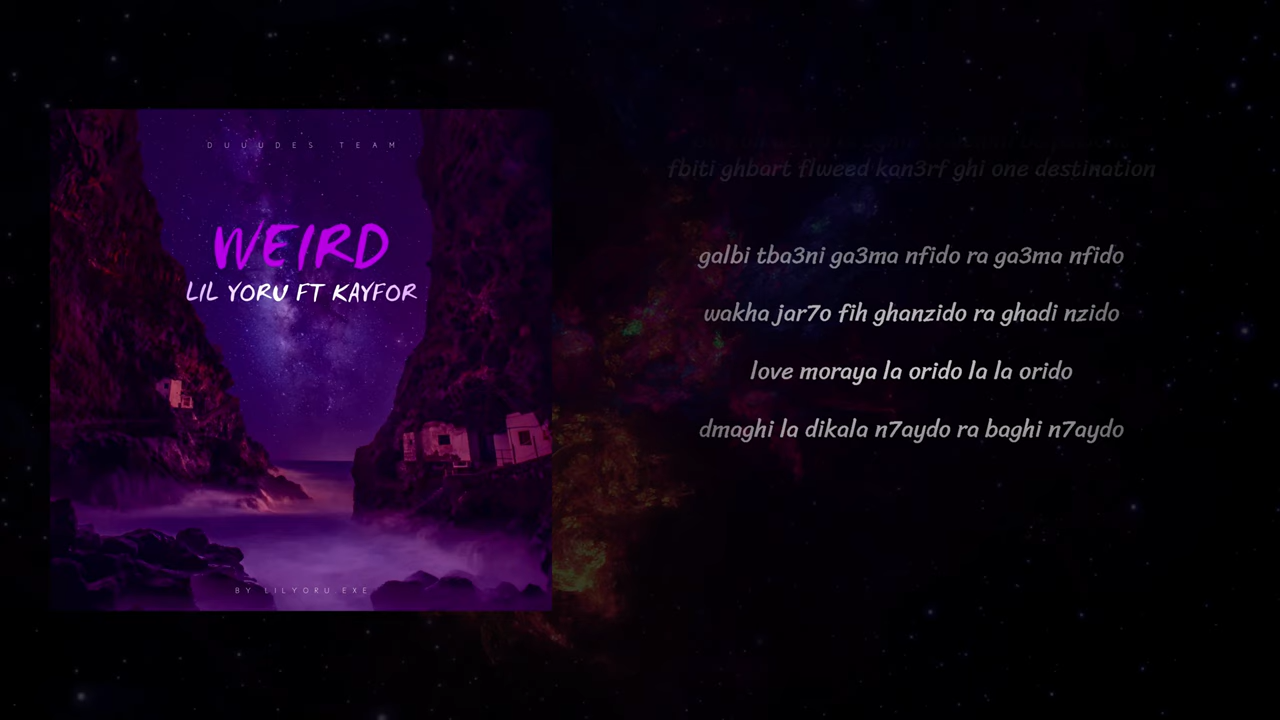 DUUUDES TEAM
WEIRD
LIL YORU FT KAYFOR
BY LILYORU.EXE
fbiti ghbart flweed kan3rf ghi one destination
galbi tba3ni ga3ma nfido ra ga3ma nfido
wakha jar7o fih ghanzido ra ghadi nzido
love moraya la orido la la orido
dmaghi la dikala n7aydo ra baghi n7aydo